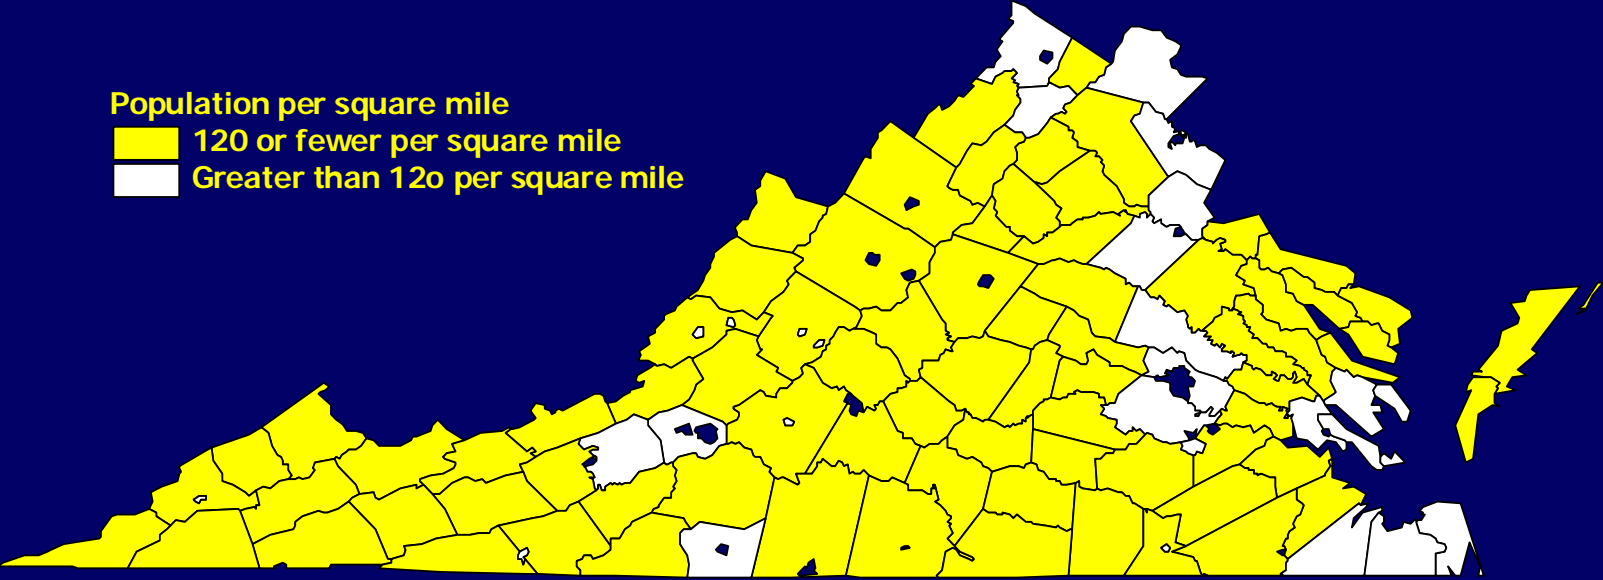 Population per square mile
120 or fewer per square mile
Greater than 12o per square mile